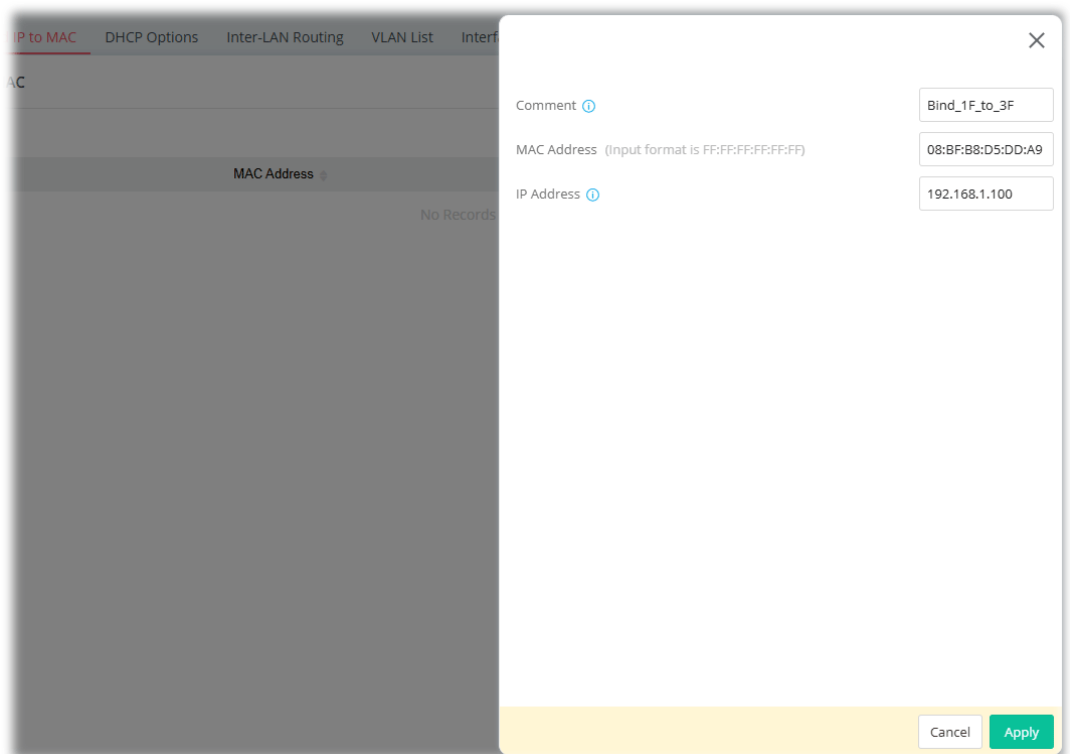 IP to MAC DHCP Options Inter-LAN Routing VLAN List
AC
MAC Address
No Records
Comment
Bind_1F_to_3F
MAC Address (Input format is FF:FF:FF:FF:FF:FF)
08:BF:B8:D5:DD:A9
IP Address
192.168.1.100
Cancel Apply